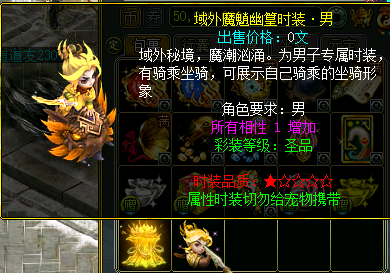 域外魔魈幽篁时装·男
出售价格：0文
域外秘境，魔潮汹涌。为男子专属时装，
有骑乘坐骑，可展示自己骑乘的坐骑形
象
角色要求：男
所有相性 1 增加
彩装等级：圣品
时装品质：★☆☆☆☆
属性时装切勿给宠物携带